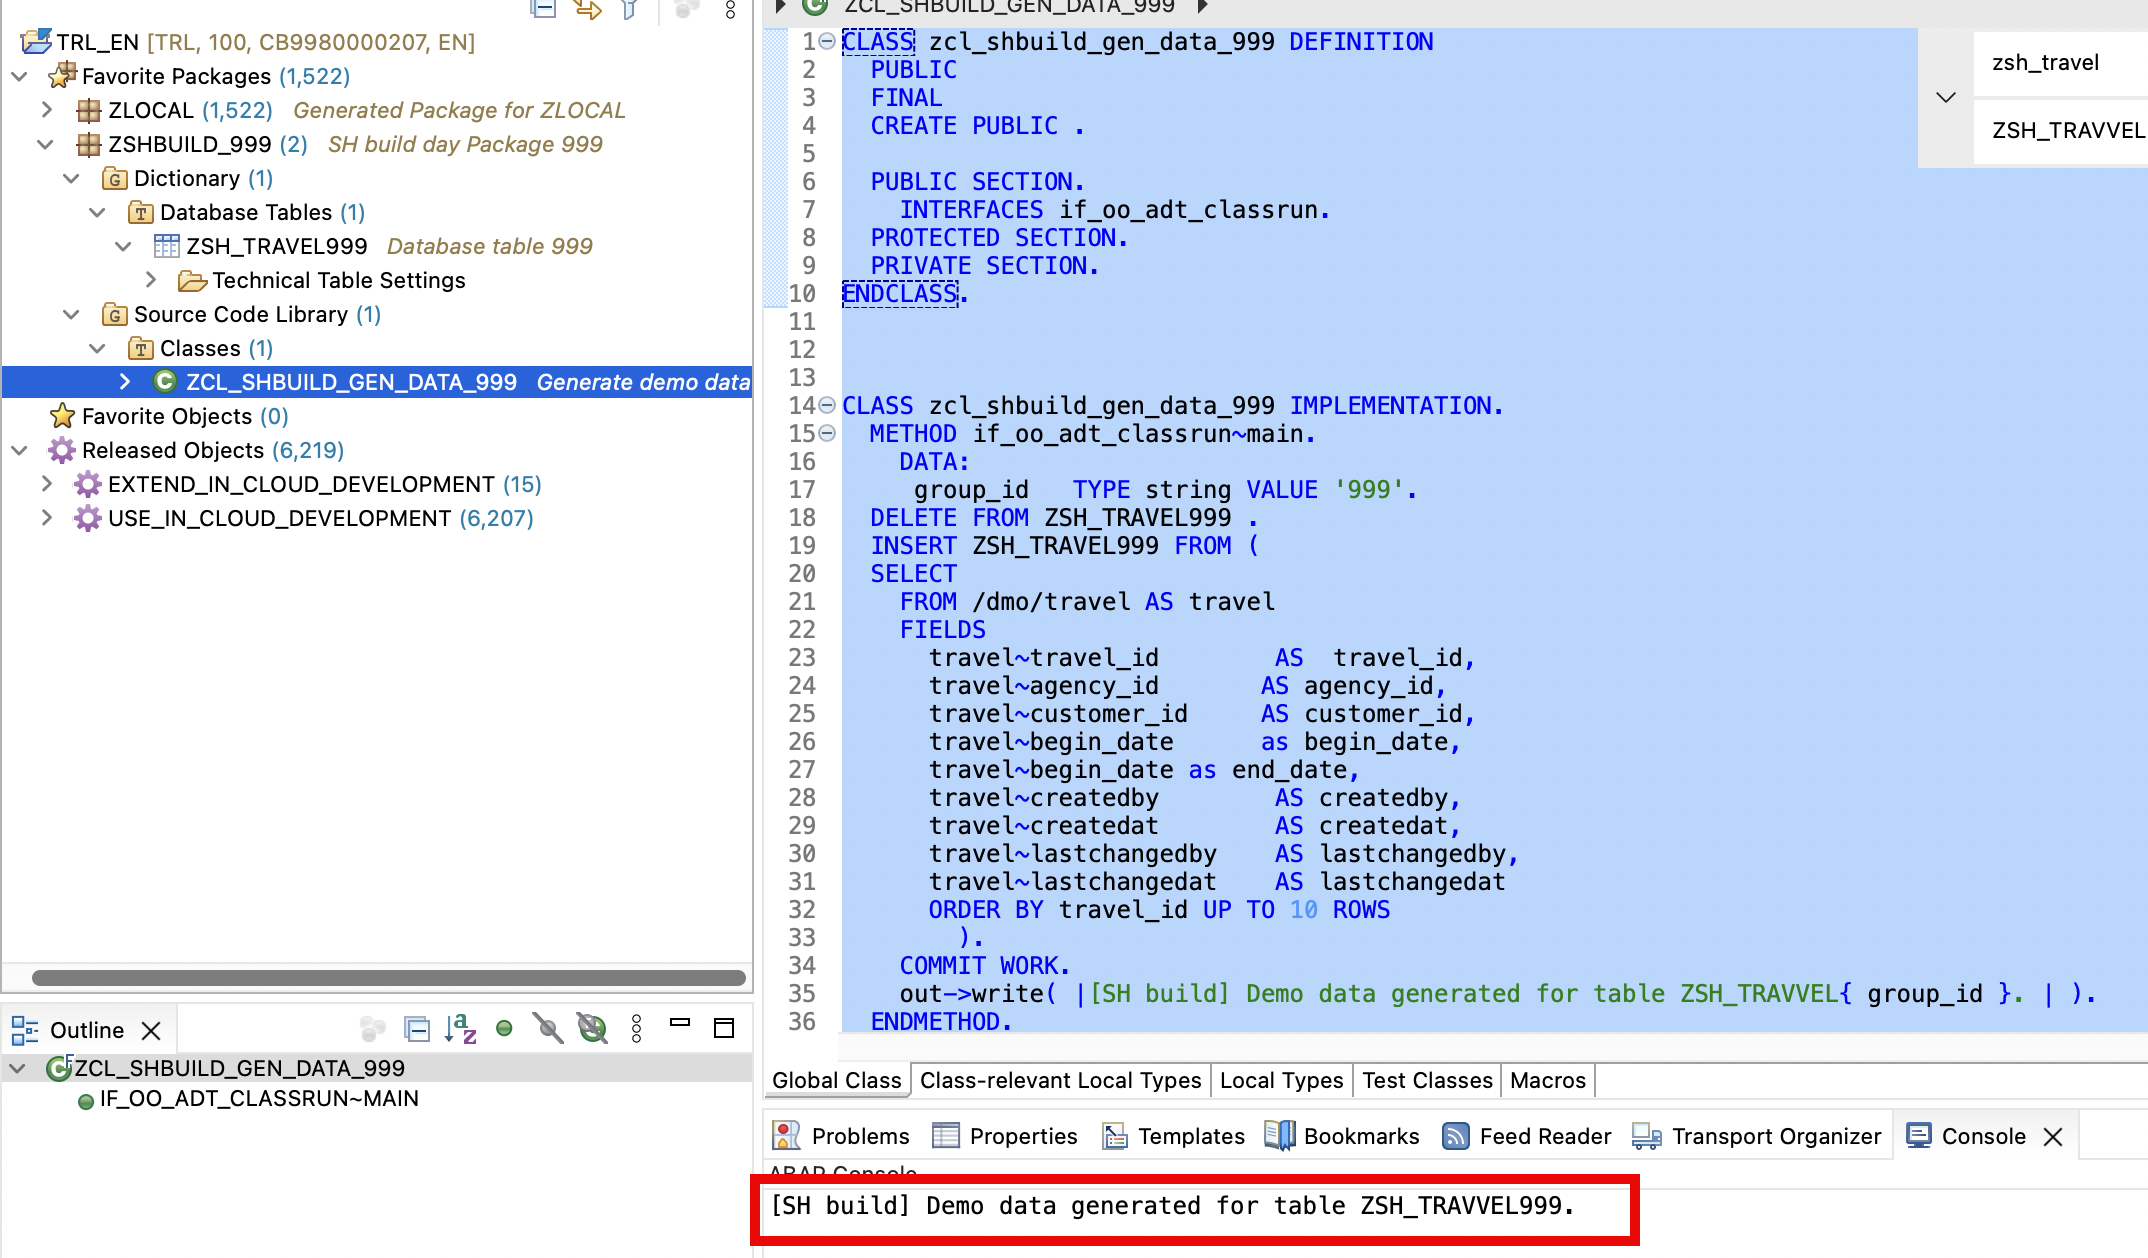 TRL_EN [TRL, 100, CB9980000207, EN]
Favorite Packages (1,522)
ZLOCAL (1,522) Generated Package for ZLOCAL
ZSHBUILD_999 (2) SH build day Package 999
Dictionary (1)
Database Tables (1)
ZSH_TRAVEL999 Database table 999
Technical Table Settings
Source Code Library (1)
Classes (1)
ZCL_SHBUILD_GEN_DATA_999 Generate demo data
Favorite Objects (0)
Released Objects (6,219)
EXTEND_IN_CLOUD_DEVELOPMENT (15)
USE_IN_CLOUD_DEVELOPMENT (6,207)
Outline
ZCL_SHBUILD_GEN_DATA_999
IF_OO_ADT_CLASSRUN~MAIN
ZCL_SHBUILD_GEN_DATA_999
zsh_travel
ZSH_TRAVVEL
1 CLASS zcl_shbuild_gen_data_999 DEFINITION
2 PUBLIC
3 FINAL
4 CREATE PUBLIC .
5
6 PUBLIC SECTION.
7 INTERFACES if_oo_adt_classrun.
8 PROTECTED SECTION.
9 PRIVATE SECTION.
10 ENDCLASS.
11
12
13
14 CLASS zcl_shbuild_gen_data_999 IMPLEMENTATION.
15 METHOD if_oo_adt_classrun~main.
16 DATA:
17 group_id TYPE string VALUE '999'.
18 DELETE FROM ZSH_TRAVEL999 .
19 INSERT ZSH_TRAVEL999 FROM (
20 SELECT
21 FROM /dmo/travel AS travel
22 FIELDS
23 travel~travel_id AS travel_id,
24 travel~agency_id AS agency_id,
25 travel~customer_id AS customer_id,
26 travel~begin_date as begin_date,
27 travel~begin_date as end_date,
28 travel~createdby AS createdby,
29 travel~createdat AS createdat,
30 travel~lastchangedby AS lastchangedby,
31 travel~lastchangedat AS lastchangedat
32 ORDER BY travel_id UP TO 10 ROWS
33 ).
34 COMMIT WORK.
35 out->write( |[SH build] Demo data generated for table ZSH_TRAVVEL{ group_id }. | ).
36 ENDMETHOD.
Global Class Class-relevant Local Types Local Types Test Classes Macros
Problems Properties Templates Bookmarks Feed Reader Transport Organizer Console
ABAP Console
[SH build] Demo data generated for table ZSH_TRAVVEL999.